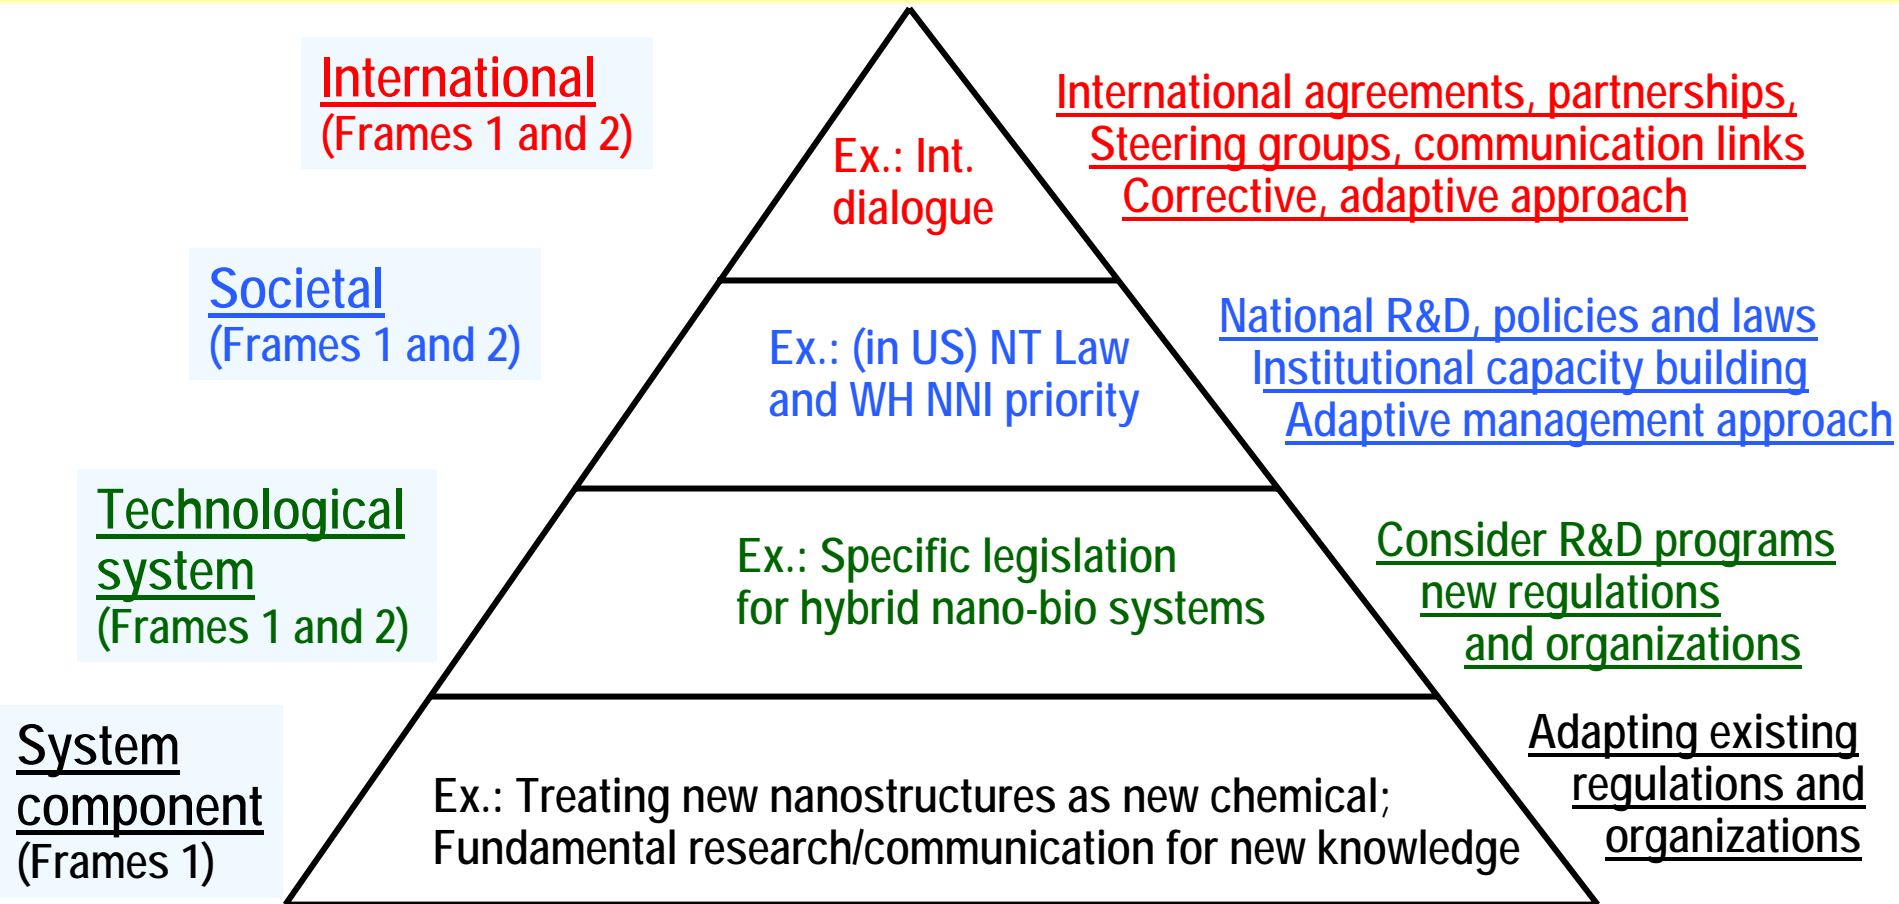 International
(Frames 1 and 2)
Ex.: Int.
dialogue
International agreements, partnerships,
Steering groups, communication links
Corrective, adaptive approach
Societal
(Frames 1 and 2)
Ex.: (in US) NT Law
and WH NNI priority
National R&D, policies and laws
Institutional capacity building
Adaptive management approach
Technological
system
(Frames 1 and 2)
Ex.: Specific legislation
for hybrid nano-bio systems
Consider R&D programs
new regulations
and organizations
System
component
(Frames 1)
Ex.: Treating new nanostructures as new chemical;
Fundamental research/communication for new knowledge
Adapting existing
regulations and
organizations